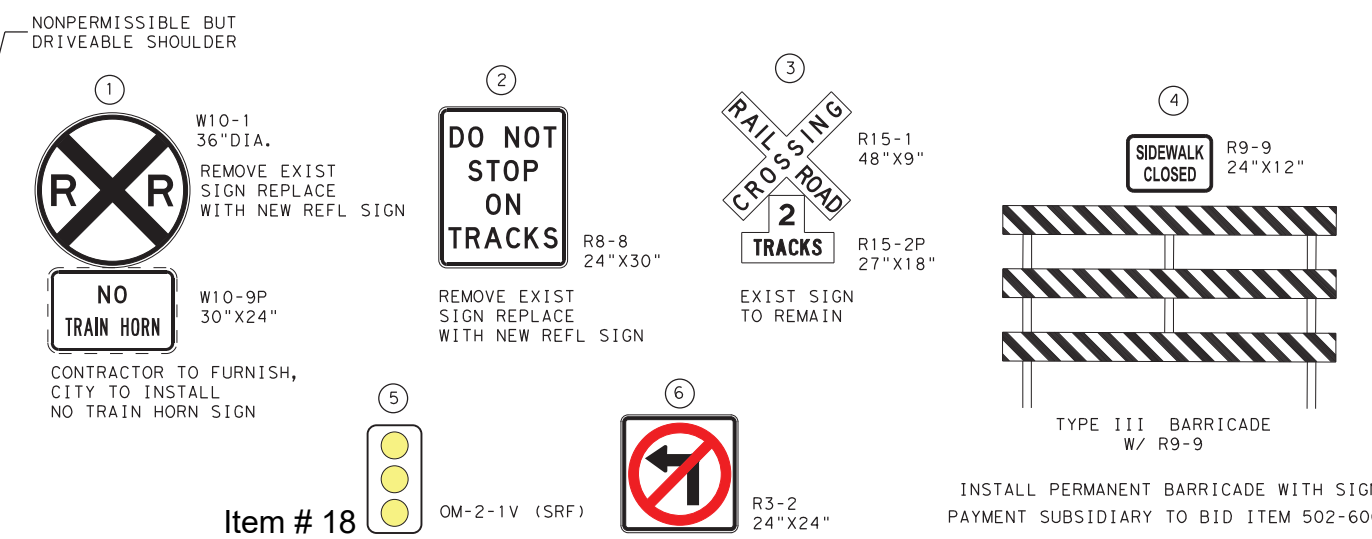 NONPERMISSIBLE BUT
DRIVEABLE SHOULDER
1
R R
W10-1
36"DIA.
REMOVE EXIST
SIGN REPLACE
WITH NEW REFL SIGN
NO
TRAIN HORN
W10-9P
30"X24"
CONTRACTOR TO FURNISH,
CITY TO INSTALL
NO TRAIN HORN SIGN
2
DO NOT
STOP
ON
TRACKS
R8-8
24"X30"
REMOVE EXIST
SIGN REPLACE
WITH NEW REFL SIGN
3
RAIL ROAD
CROSSING
2
TRACKS
R15-1
48"X9"
R15-2P
27"X18"
EXIST SIGN
TO REMAIN
4
SIDEWALK
CLOSED
R9-9
24"X12"
TYPE III BARRICADE
W/ R9-9
INSTALL PERMANENT BARRICADE WITH SIGN
PAYMENT SUBSIDIARY TO BID ITEM
5
OM-2-1V (SRF)
Item # 18
6
R3-2
24"X24"